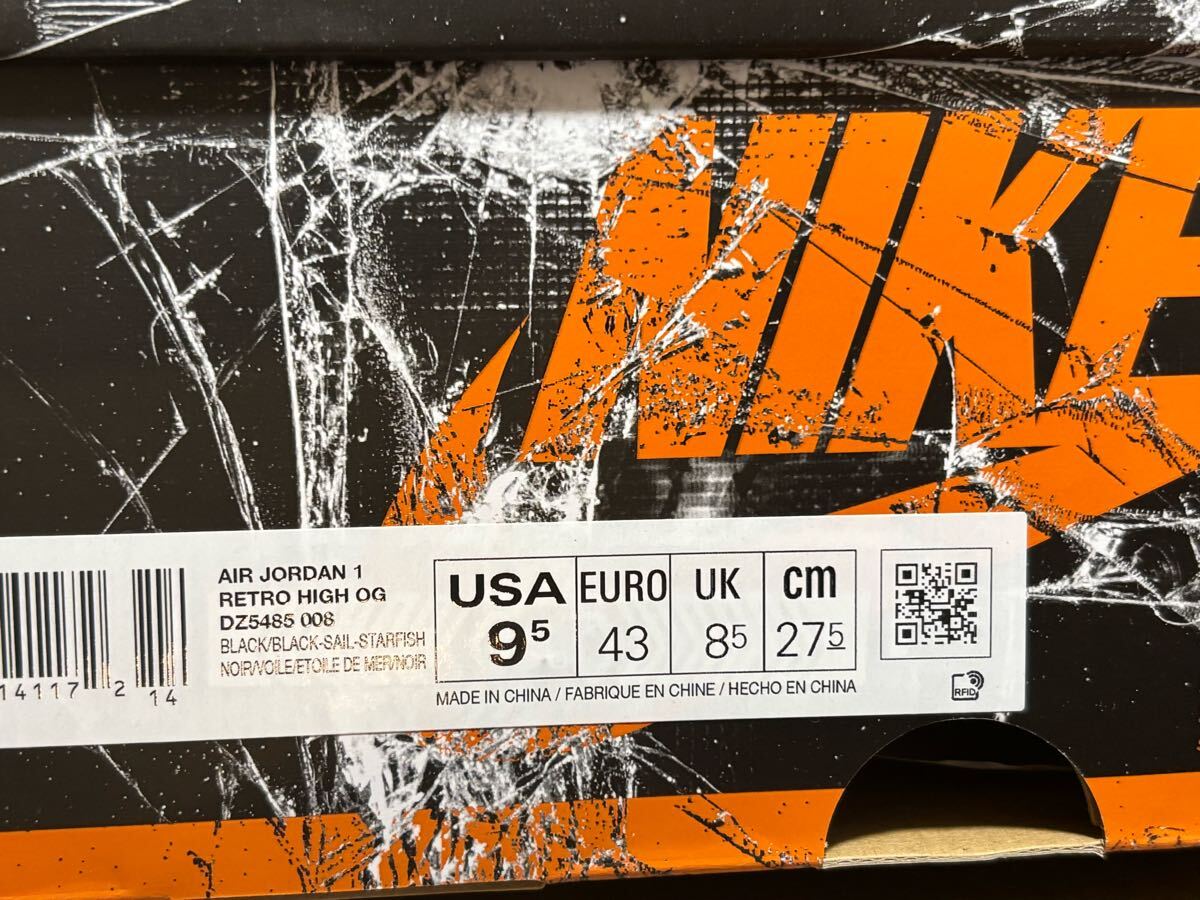 NIKE
AIR JORDAN 1
RETRO HIGH OG
DZ5485 008
BLACK/BLACK-SAIL-STARFISH
NOIR/VOILE/ETOILE DE MER/NOIR
USA EURO UK cm
9⁵ 43 8⁵ 27⁵
MADE IN CHINA / FABRIQUE EN CHINE / HECHO EN CHINA
14117 2 14
RFID